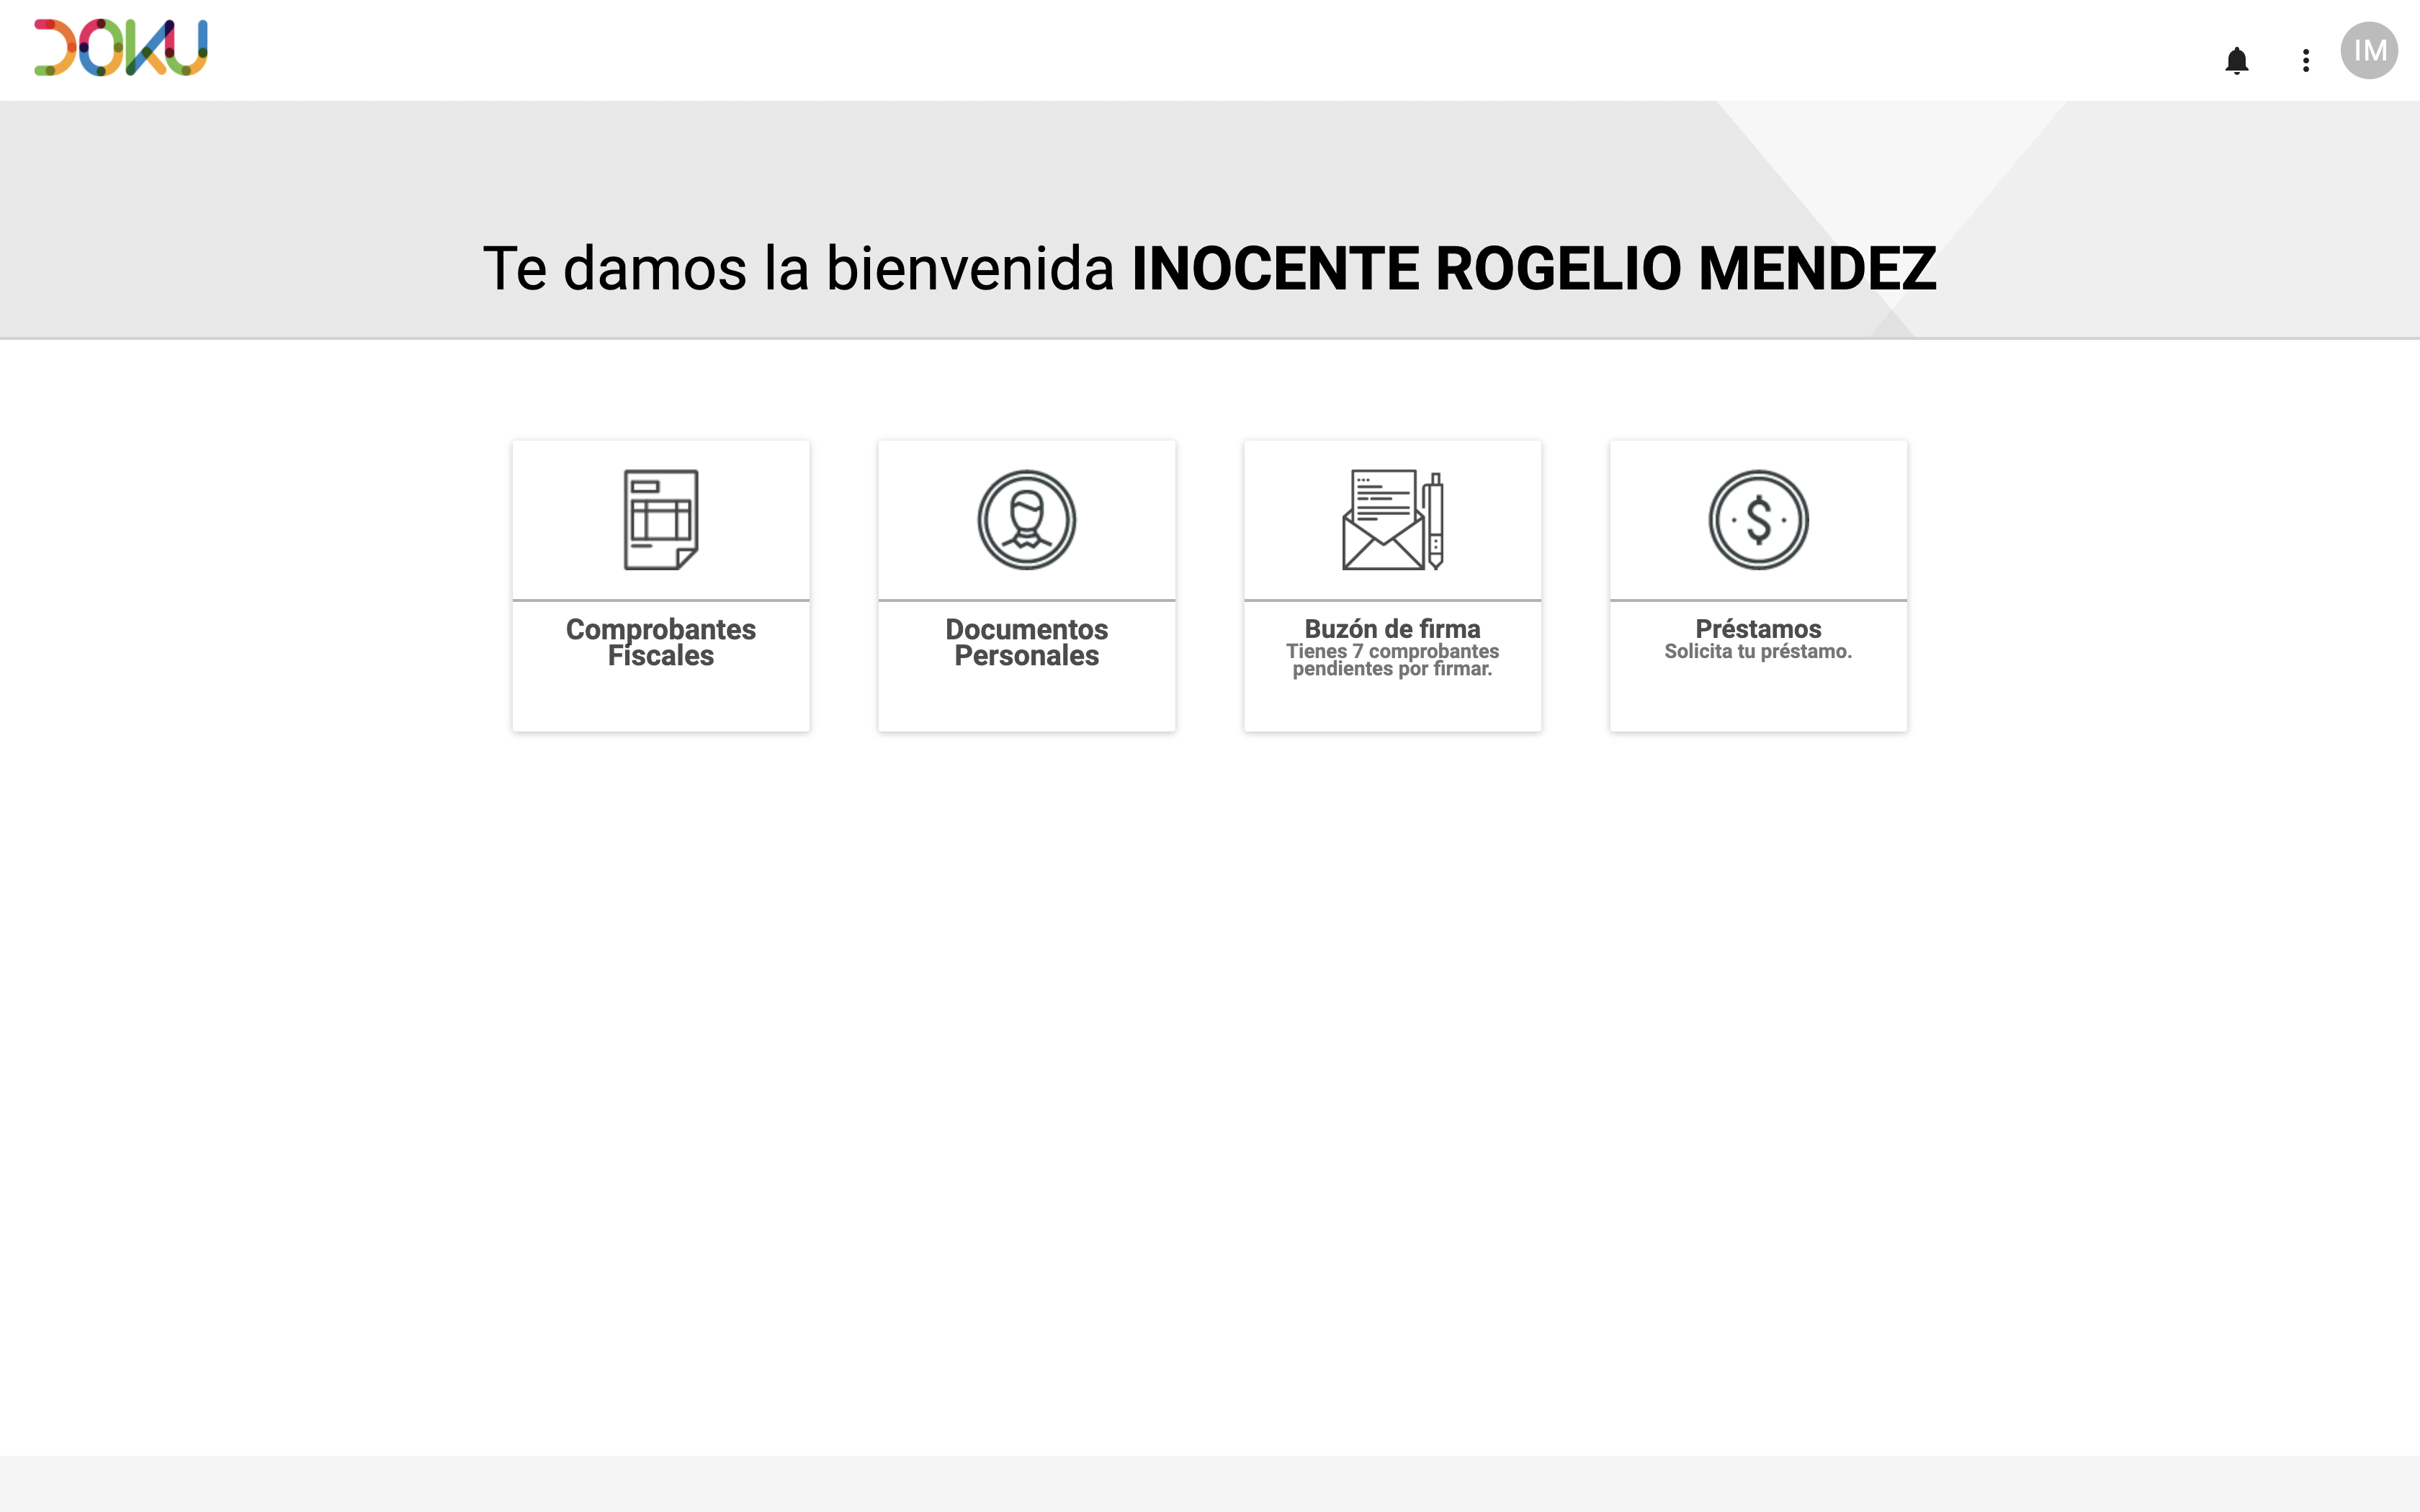 DOKU
IM
Te damos la bienvenida INOCENTE ROGELIO MENDEZ
Comprobantes
Fiscales
Documentos
Personales
Buzón de firma
Tienes 7 comprobantes
pendientes por firmar.
Préstamos
Solicita tu préstamo.